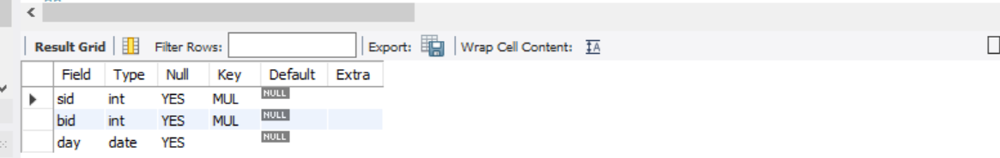 Result Grid Filter Rows: Export: Wrap Cell Content: IA
Field Type Null Key Default Extra
sid int YES MUL NULL
bid int YES MUL NULL
day date YES NULL